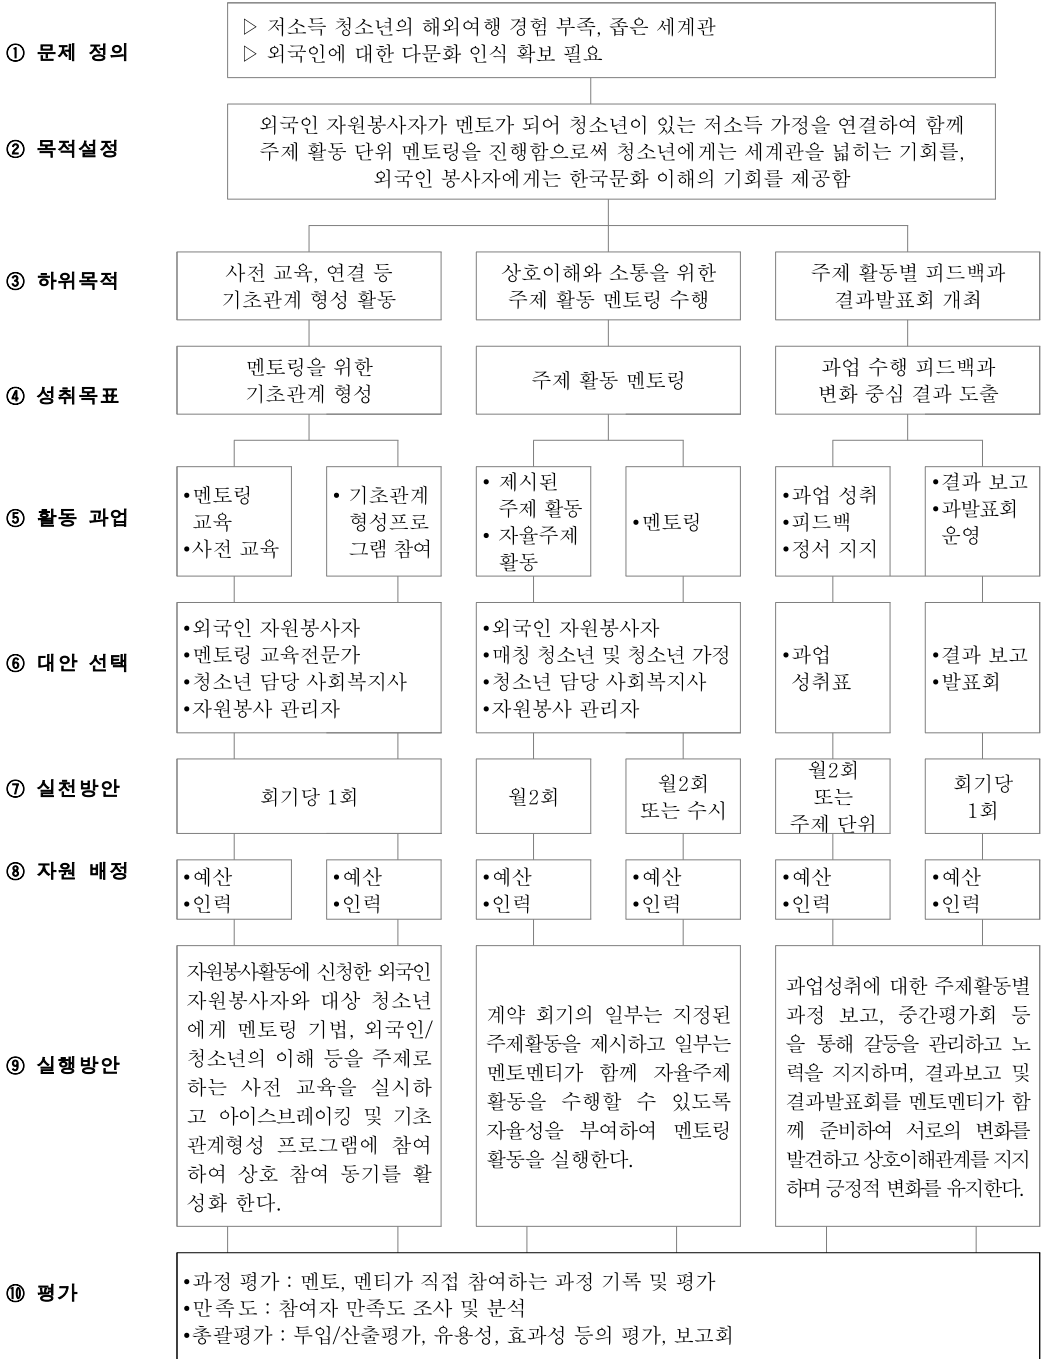 ① 문제 정의
▷ 저소득 청소년의 해외여행 경험 부족, 좁은 세계관
▷ 외국인에 대한 다문화 인식 확보 필요
② 목적설정
외국인 자원봉사자가 멘토가 되어 청소년이 있는 저소득 가정을 연결하여 함께
주제 활동 단위 멘토링을 진행함으로써 청소년에게는 세계관을 넓히는 기회를,
외국인 봉사자에게는 한국문화 이해의 기회를 제공함
③ 하위목적
사전 교육, 연결 등
기초관계 형성 활동
상호이해와 소통을 위한
주제 활동 멘토링 수행
주제 활동별 피드백과
결과발표회 개최
④ 성취목표
멘토링을 위한
기초관계 형성
주제 활동 멘토링
과업 수행 피드백과
변화 중심 결과 도출
⑤ 활동 과업
•멘토링
교육
•사전 교육
• 기초관계
형성프로
그램 참여
• 제시된
주제 활동
• 자율주제
활동
•멘토링
•과업 성취
•피드백
•정서 지지
•결과 보고
•과발표회
운영
⑥ 대안 선택
•외국인 자원봉사자
•멘토링 교육전문가
•청소년 담당 사회복지사
•자원봉사 관리자
•외국인 자원봉사자
•매칭 청소년 및 청소년 가정
•청소년 담당 사회복지사
•자원봉사 관리자
•과업
성취표
•결과 보고
•발표회
⑦ 실천방안
회기당 1회
월2회
월2회
또는 수시
월2회
또는
주제 단위
회기당
1회
⑧ 자원 배정
•예산
•인력
•예산
•인력
•예산
•인력
•예산
•인력
•예산
•인력
•예산
•인력
⑨ 실행방안
자원봉사활동에 신청한 외국인
자원봉사자와 대상 청소년
에게 멘토링 기법, 외국인/
청소년의 이해 등을 주제로
하는 사전 교육을 실시하
고 아이스브레이킹 및 기초
관계형성 프로그램에 참여
하여 상호 참여 동기를 활
성화 한다.
계약 회기의 일부는 지정된
주제활동을 제시하고 일부는
멘토멘티가 함께 자율주제
활동을 수행할 수 있도록
자율성을 부여하여 멘토링
활동을 실행한다.
과업성취에 대한 주제활동별
과정 보고, 중간평가회 등
을 통해 갈등을 관리하고 노
력을 지지하며, 결과보고 및
결과발표회를 멘토멘티가 함
께 준비하여 서로의 변화를
발견하고 상호이해관계를 지지
하며 긍정적 변화를 유지한다.
⑩ 평가
•과정 평가 : 멘토, 멘티가 직접 참여하는 과정 기록 및 평가
•만족도 : 참여자 만족도 조사 및 분석
•총괄평가 : 투입/산출평가, 유용성, 효과성 등의 평가, 보고회